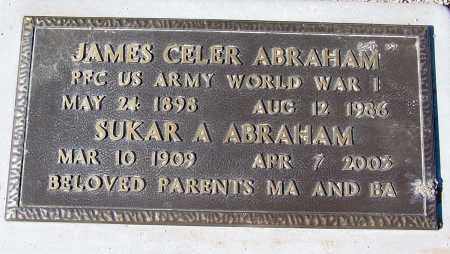 JAMES CELER ABRAHAM
PFC US ARMY WORLD WAR I
MAY 24 1898 AUG 12 1986
SUKAR A ABRAHAM
MAR 10 1909 APR 7 2003
BELOVED PARENTS MA AND BA